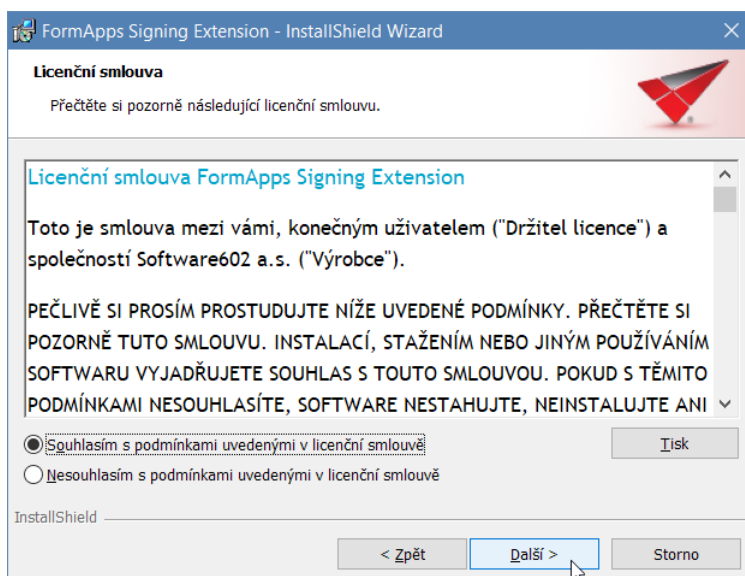 FormApps Signing Extension - InstallShield Wizard
Licenční smlouva
Přečtěte si pozorně následující licenční smlouvu.
Licenční smlouva FormApps Signing Extension
Toto je smlouva mezi vámi, konečným uživatelem ("Držitel licence") a
společností Software602 a.s. ("Výrobce").
PEČLIVĚ SI PROSÍM PROSTUDUJTE NÍŽE UVEDENÉ PODMÍNKY. PŘEČTĚTE SI
POZORNĚ TUTO SMLOUVU. INSTALACÍ, STAŽENÍM NEBO JINÝM POUŽÍVÁNÍM
SOFTWARU VYJADŘUJETE SOUHLAS S TOUTO SMLOUVOU. POKUD S TĚMITO
PODMÍNKAMI NESOUHLASÍTE, SOFTWARE NESTAHUJTE, NEINSTALUJTE ANI
Souhlasím s podmínkami uvedenými v licenční smlouvě
Tisk
Nesouhlasím s podmínkami uvedenými v licenční smlouvě
InstallShield
< Zpět
Další >
Storno